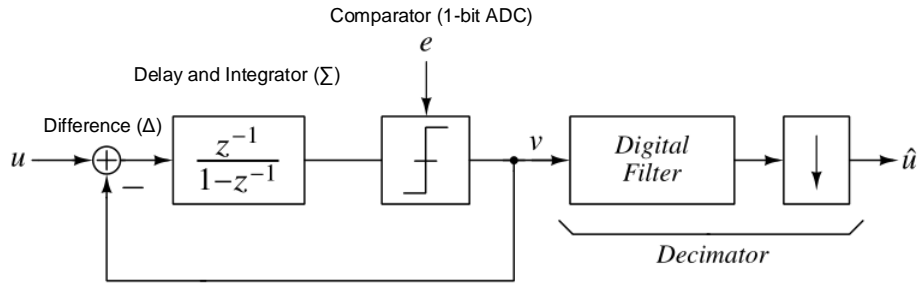 Comparator (1-bit ADC)
e
Delay and Integrator (∑)
Difference (Δ)
u
+
−
z⁻¹
1−z⁻¹
v
Digital
Filter
û
Decimator